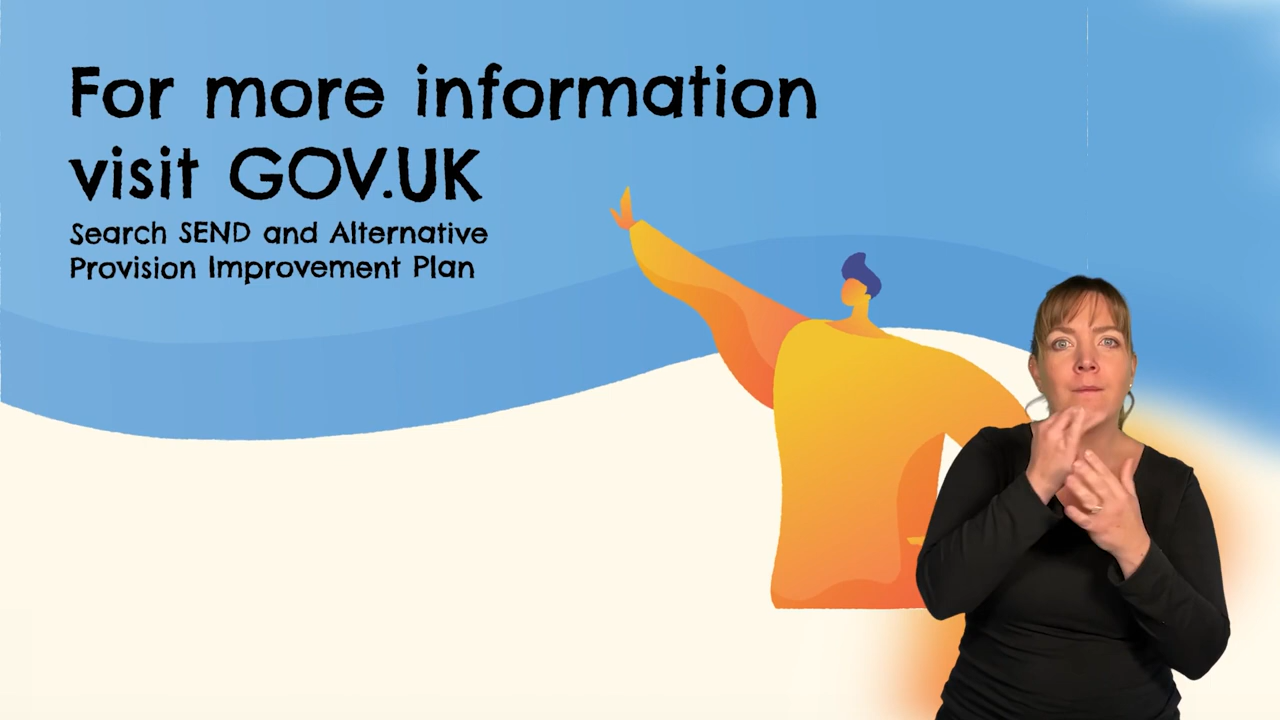 For more information
visit GOV.UK
Search SEND and Alternative
Provision Improvement Plan